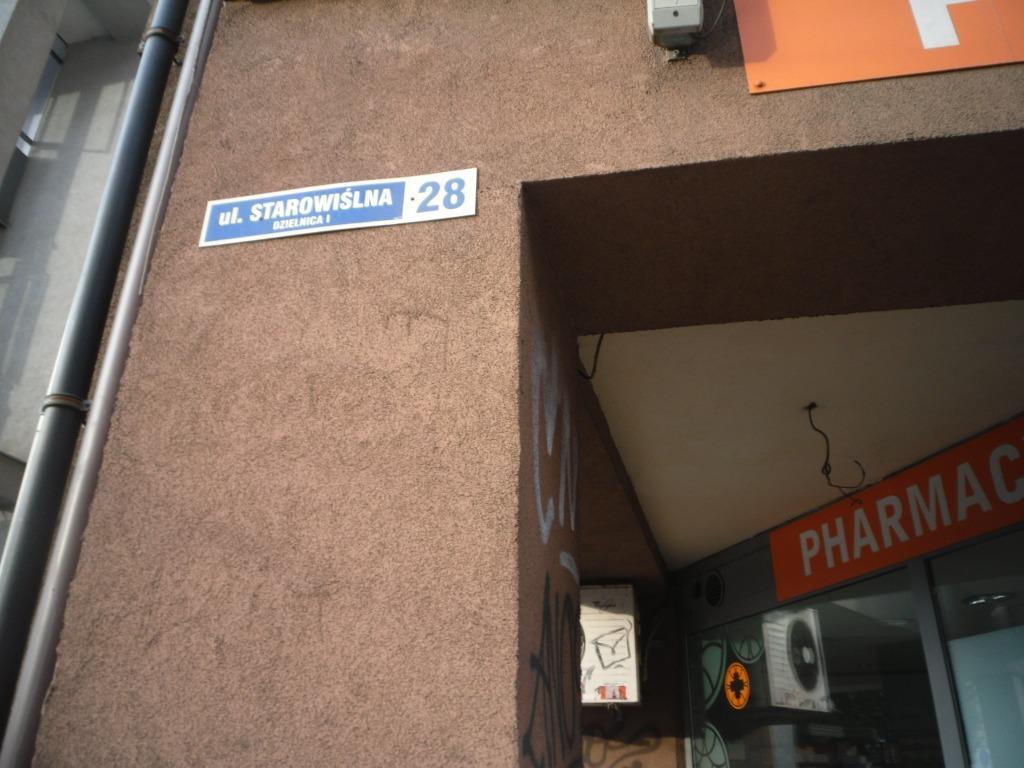 ul. STAROWIŚLNA 28
DZIELNICA I
PHARMAC